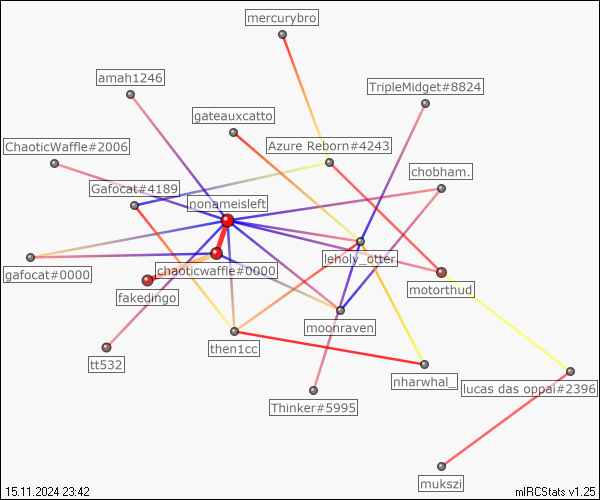 mercurybro
amah1246
TripleMidget#8824
gateauxcatto
ChaoticWaffle#2006
Azure Reborn#4243
chobham.
Gafocat#4189
nonameisleft
leholy_otter
gafocat#0000
chaoticwaffle#0000
motorthud
fakedingo
moonraven
then1cc
tt532
nharwhal_
lucas das oppai#2396
Thinker#5995
mukszi
15.11.2024 23:42
mIRCStats v1.25